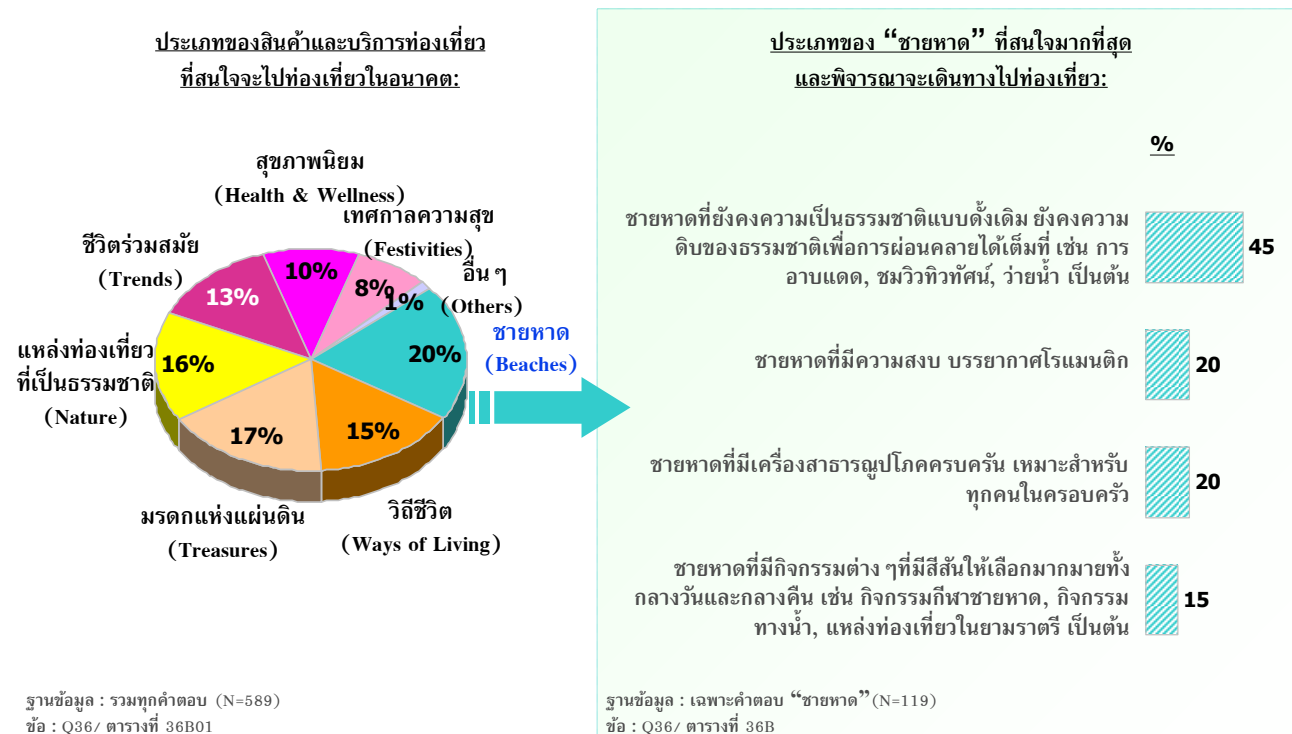 ประเภทของสินค้าและบริการท่องเที่ยว
ที่สนใจจะไปท่องเที่ยวในอนาคต:
สุขภาพนิยม
(Health & Wellness)
เทศกาลความสุข
(Festivities)
อื่น ๆ
(Others)
ชีวิตร่วมสมัย
(Trends)
แหล่งท่องเที่ยว
ที่เป็นธรรมชาติ
(Nature)
ชายหาด
(Beaches)
10%
8%
1%
13%
16%
20%
17%
15%
มรดกแห่งแผ่นดิน
(Treasures)
วิถีชีวิต
(Ways of Living)
ฐานข้อมูล : รวมทุกคำตอบ (N=589)
ข้อ : Q36/ ตารางที่ 36B01
ประเภทของ “ชายหาด” ที่สนใจมากที่สุด
และพิจารณาจะเดินทางไปท่องเที่ยว:
%
ชายหาดที่ยังคงความเป็นธรรมชาติแบบดั้งเดิม ยังคงความ
ดิบของธรรมชาติเพื่อการผ่อนคลายได้เต็มที่ เช่น การ
อาบแดด, ชมวิวทิวทัศน์, ว่ายน้ำ เป็นต้น
45
ชายหาดที่มีความสงบ บรรยากาศโรแมนติก
20
ชายหาดที่มีเครื่องสาธารณูปโภคครบครัน เหมาะสำหรับ
ทุกคนในครอบครัว
20
ชายหาดที่มีกิจกรรมต่าง ๆที่มีสีสันให้เลือกมากมายทั้ง
กลางวันและกลางคืน เช่น กิจกรรมกีฬาชายหาด, กิจกรรม
ทางน้ำ, แหล่งท่องเที่ยวในยามราตรี เป็นต้น
15
ฐานข้อมูล : เฉพาะคำตอบ “ชายหาด”(N=119)
ข้อ : Q36/ ตารางที่ 36B